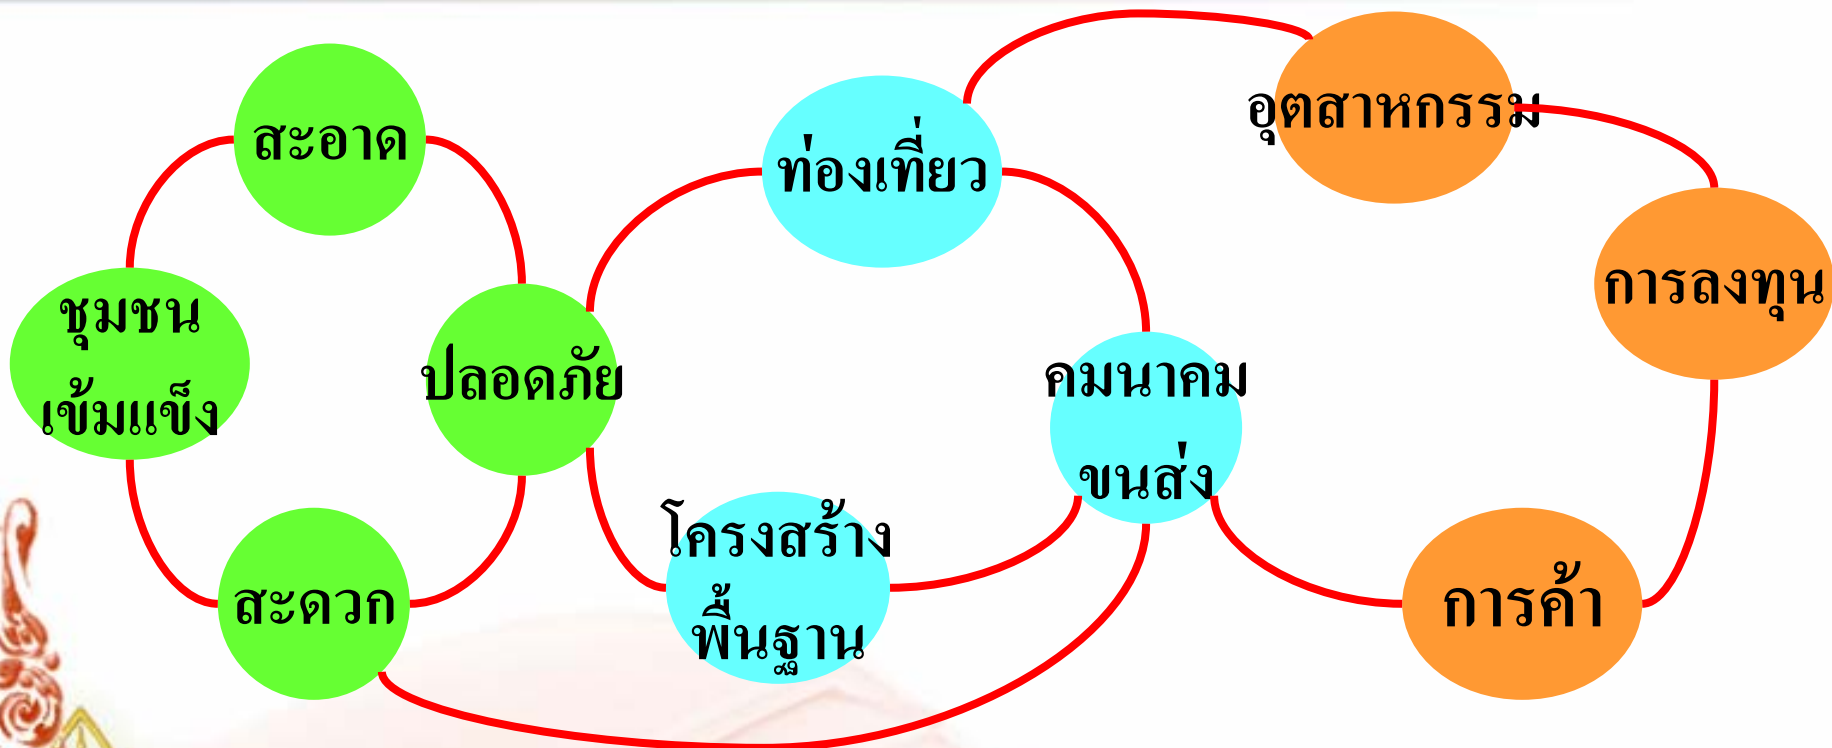 สะอาด
ชุมชน
เข้มแข็ง
ปลอดภัย
สะดวก
ท่องเที่ยว
คมนาคม
ขนส่ง
โครงสร้าง
พื้นฐาน
อุตสาหกรรม
การลงทุน
การค้า